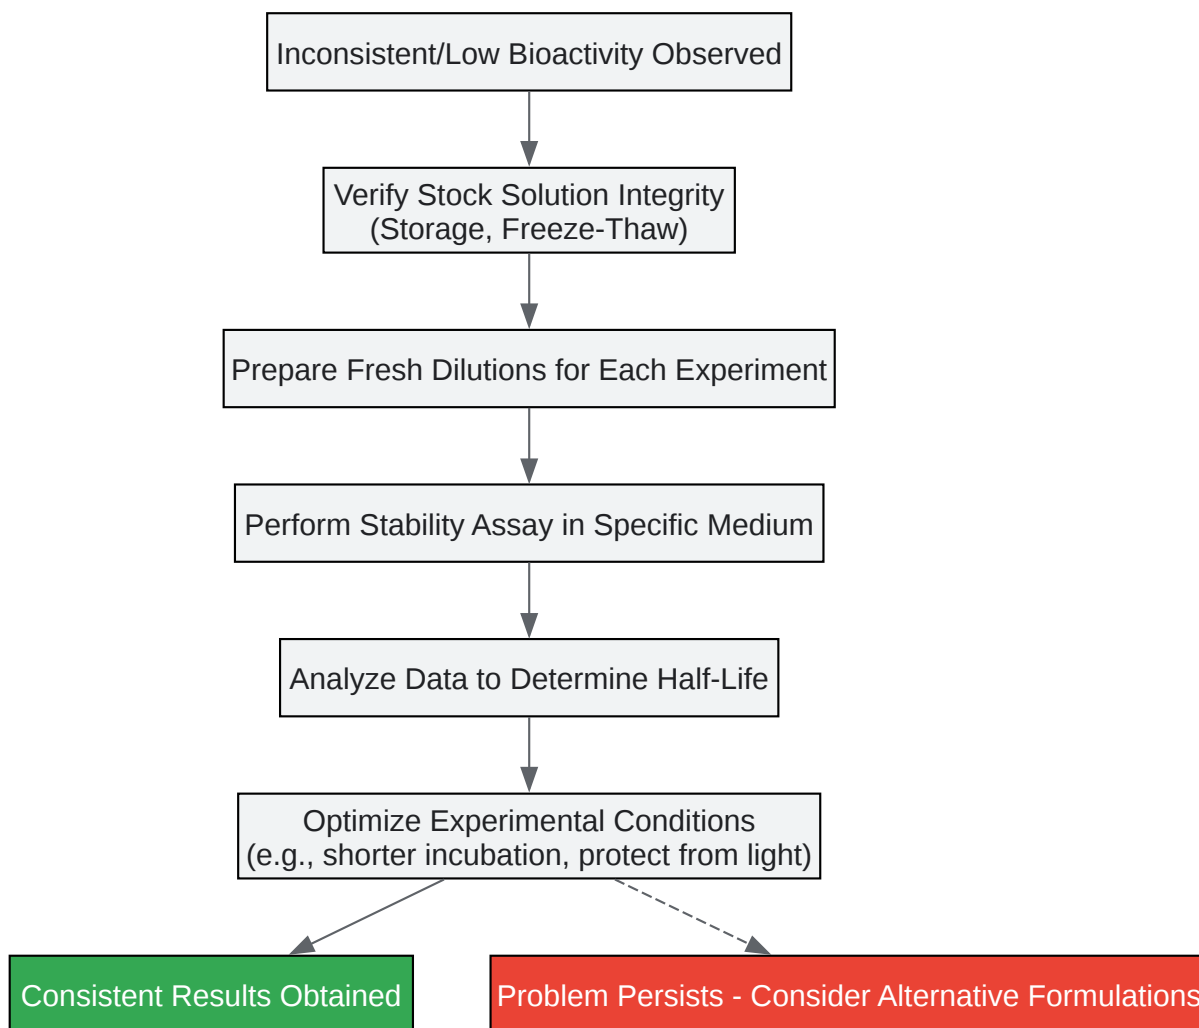 Inconsistent/Low Bioactivity Observed
Verify Stock Solution Integrity
(Storage, Freeze-Thaw)
Prepare Fresh Dilutions for Each Experiment
Perform Stability Assay in Specific Medium
Analyze Data to Determine Half-Life
Optimize Experimental Conditions
(e.g., shorter incubation, protect from light)
Consistent Results Obtained
Problem Persists - Consider Alternative Formulations